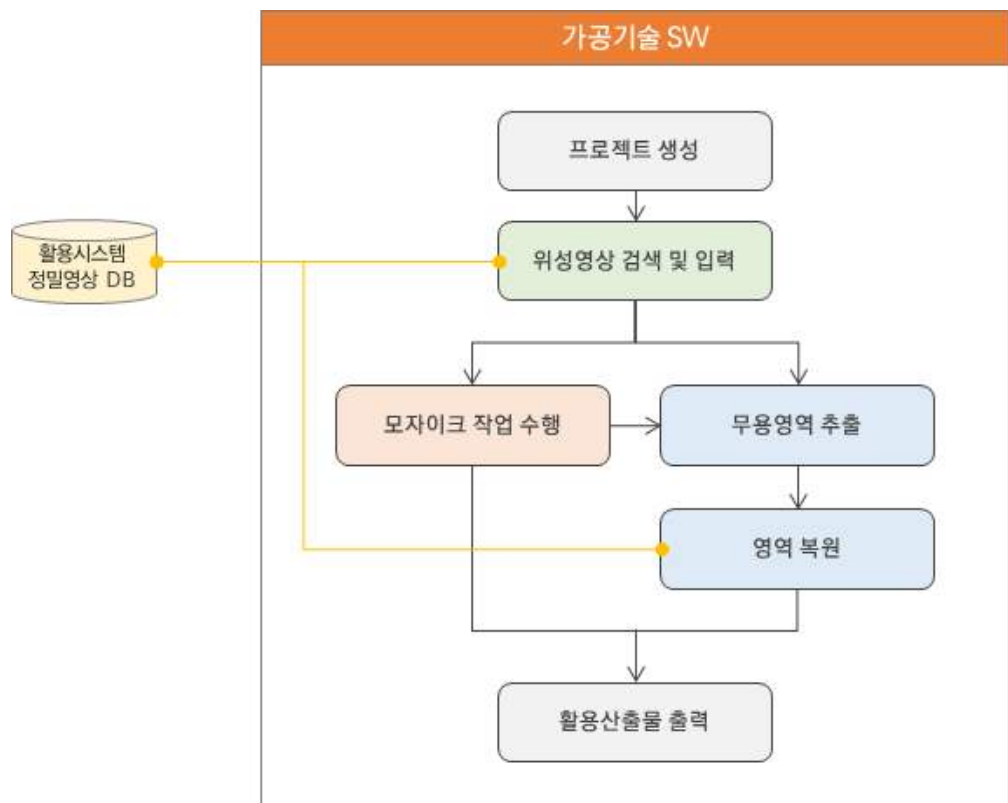 가공기술 SW
프로젝트 생성
활용시스템
정밀영상 DB
위성영상 검색 및 입력
모자이크 작업 수행
무용영역 추출
영역 복원
활용산출물 출력